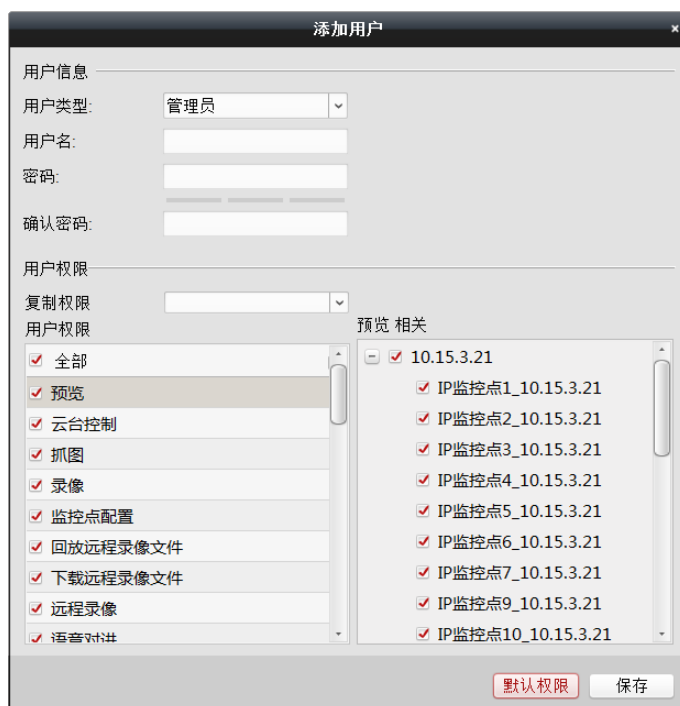 添加用户
用户信息
用户类型: 管理员
用户名:
密码:
确认密码:
用户权限
复制权限
用户权限
全部
预览
云台控制
抓图
录像
监控点配置
回放远程录像文件
下载远程录像文件
远程录像
语音对讲
预览 相关
10.15.3.21
IP监控点1_10.15.3.21
IP监控点2_10.15.3.21
IP监控点3_10.15.3.21
IP监控点4_10.15.3.21
IP监控点5_10.15.3.21
IP监控点6_10.15.3.21
IP监控点7_10.15.3.21
IP监控点9_10.15.3.21
IP监控点10_10.15.3.21
默认权限 保存